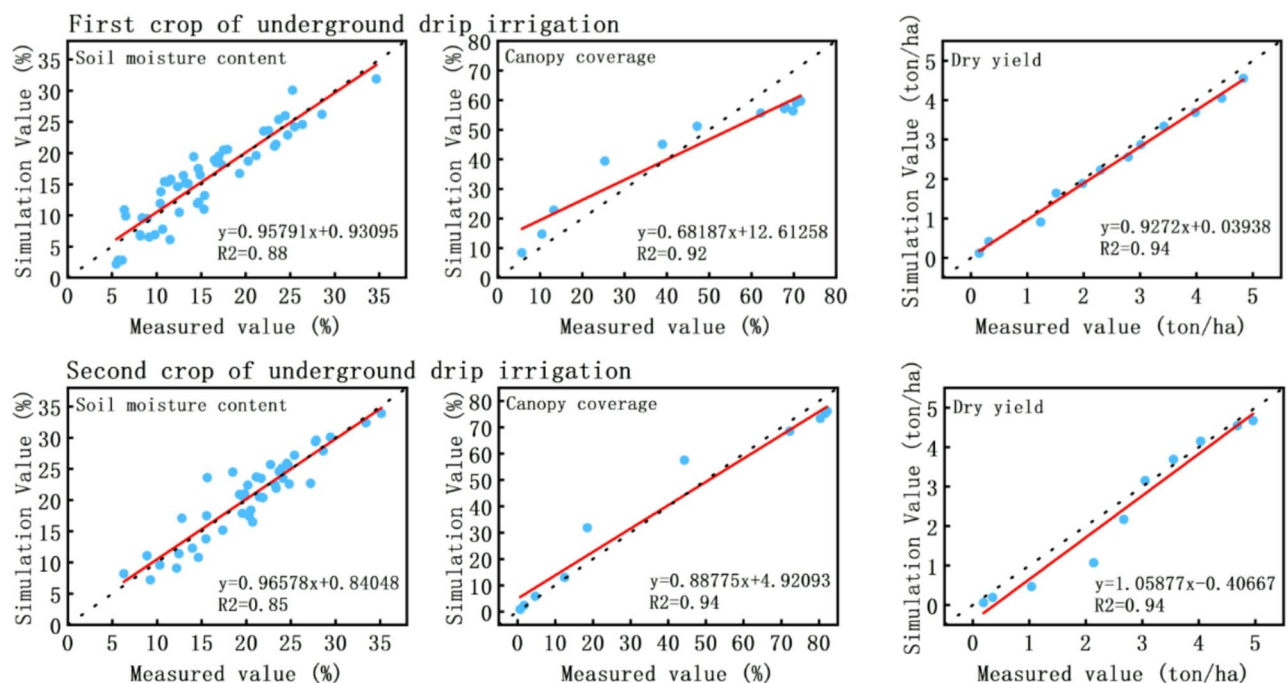 First crop of underground drip irrigation
Simulation Value (%)
Soil moisture content
35
30
25
20
15
10
5
0
y=0.95791x+0.93095
R2=0.88
0 5 10 15 20 25 30 35
Measured value (%)
Simulation Value (%)
Canopy coverage
80
70
60
50
40
30
20
10
0
y=0.68187x+12.61258
R2=0.92
0 10 20 30 40 50 60 70 80
Measured value (%)
Simulation Value (ton/ha)
Dry yield
5
4
3
2
1
0
y=0.9272x+0.03938
R2=0.94
0 1 2 3 4 5
Measured value (ton/ha)
Second crop of underground drip irrigation
Simulation Value (%)
Soil moisture content
35
30
25
20
15
10
5
0
y=0.96578x+0.84048
R2=0.85
0 5 10 15 20 25 30 35
Measured value (%)
Simulation Value (%)
Canopy coverage
80
70
60
50
40
30
20
10
0
y=0.88775x+4.92093
R2=0.94
0 10 20 30 40 50 60 70 80
Measured value (%)
Simulation Value (ton/ha)
Dry yield
5
4
3
2
1
0
y=1.05877x-0.40667
R2=0.94
0 1 2 3 4 5
Measured value (ton/ha)